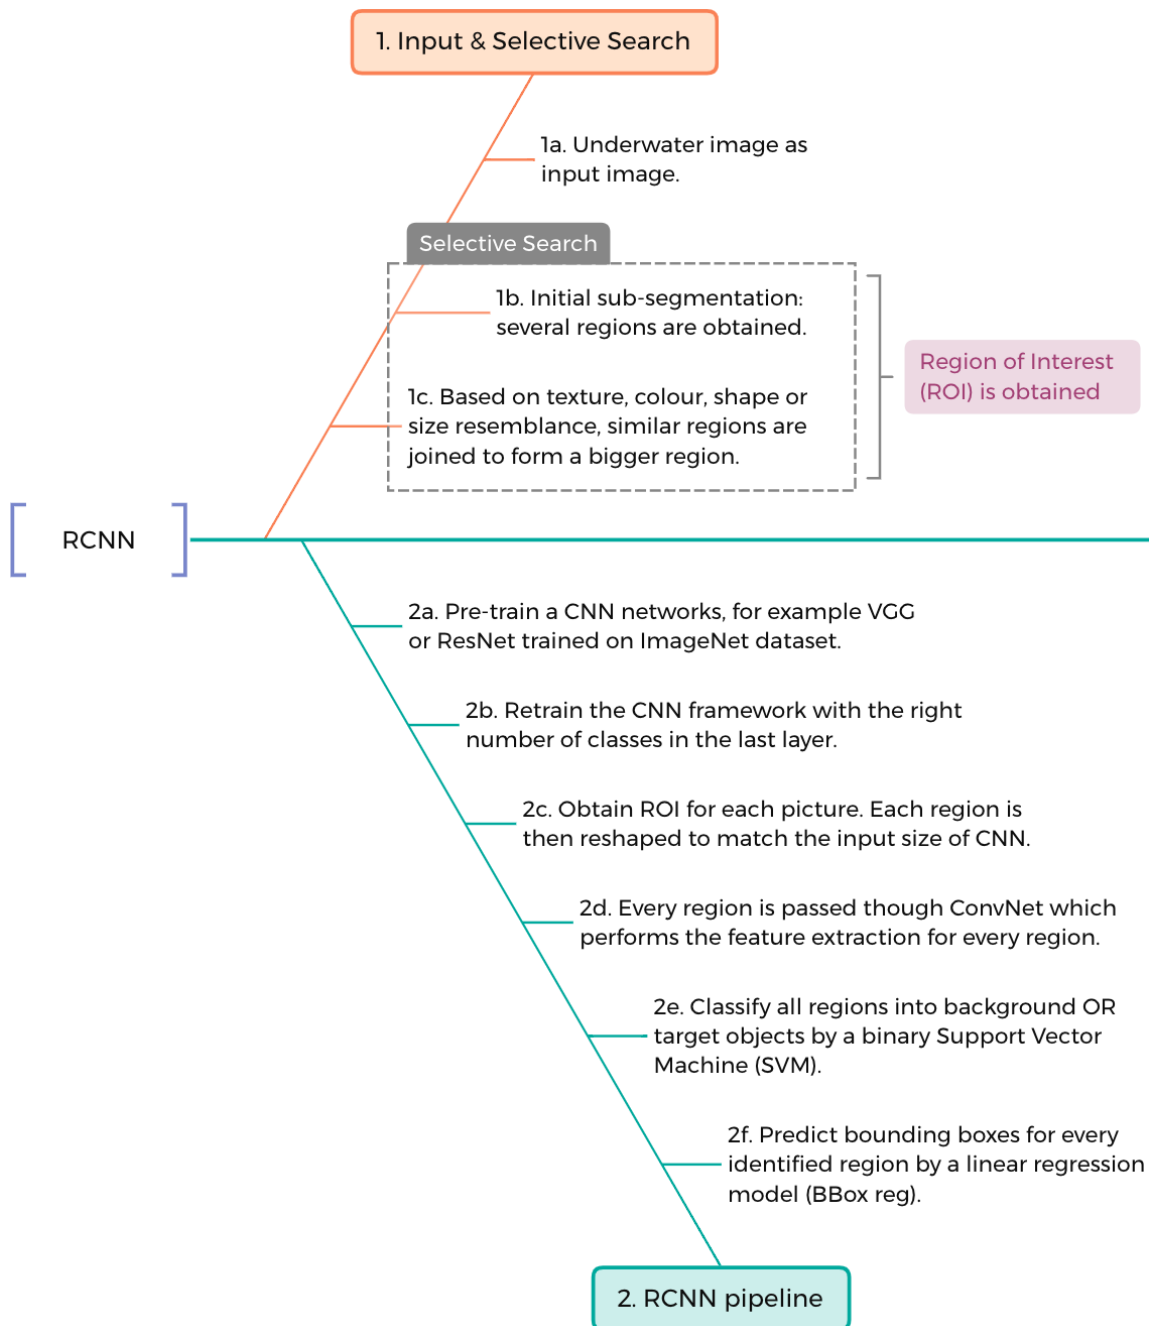 1. Input & Selective Search
1a. Underwater image as
input image.
Selective Search
1b. Initial sub-segmentation:
several regions are obtained.
1c. Based on texture, colour, shape or
size resemblance, similar regions are
joined to form a bigger region.
Region of Interest
(ROI) is obtained
RCNN
2a. Pre-train a CNN networks, for example VGG
or ResNet trained on ImageNet dataset.
2b. Retrain the CNN framework with the right
number of classes in the last layer.
2c. Obtain ROI for each picture. Each region is
then reshaped to match the input size of CNN.
2d. Every region is passed though ConvNet which
performs the feature extraction for every region.
2e. Classify all regions into background OR
target objects by a binary Support Vector
Machine (SVM).
2f. Predict bounding boxes for every
identified region by a linear regression
model (BBox reg).
2. RCNN pipeline